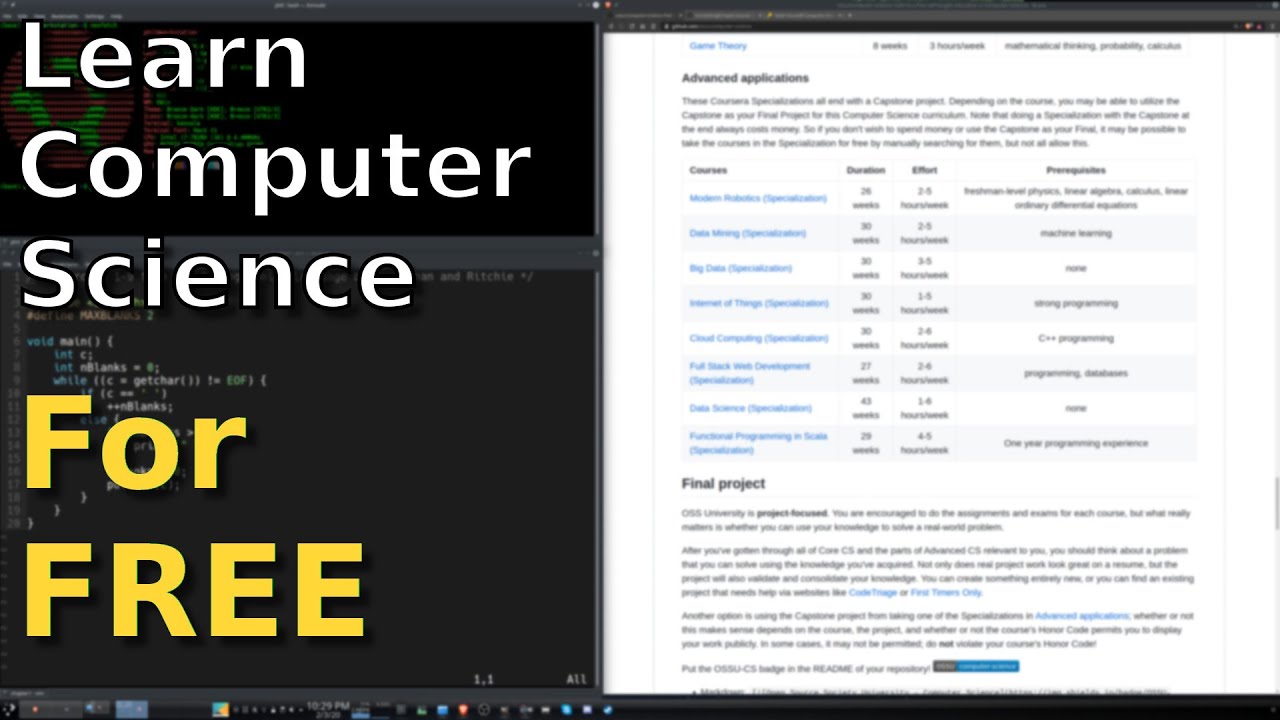 Learn
Computer
Science
For
FREE
and Ritchie */
#define MAXBLANKS 2
void main() {
int c;
int nBlanks = 0;
while ((c = getchar()) != EOF) {
if (c == ' ')
++nBlanks;
else {
}
}
}
1,1 All
10:29 PM
2/3/20
Game Theory 8 weeks 3 hours/week mathematical thinking, probability, calculus
Advanced applications
These Coursera Specializations all end with a Capstone project. Depending on the course, you may be able to utilize the
Capstone as your Final Project for this Computer Science curriculum. Note that doing a Specialization with the Capstone at
the end always costs money. So if you don't wish to spend money or use the Capstone as your Final, it may be possible to
take the courses in the Specialization for free by manually searching for them, but not all allow this.
Courses Duration Effort Prerequisites
Modern Robotics (Specialization) 26 weeks 2-5 hours/week freshman-level physics, linear algebra, calculus, linear
ordinary differential equations
Data Mining (Specialization) 30 weeks 2-5 hours/week machine learning
Big Data (Specialization) 30 weeks 3-5 hours/week none
Internet of Things (Specialization) 30 weeks 1-5 hours/week strong programming
Cloud Computing (Specialization) 30 weeks 2-6 hours/week C++ programming
Full Stack Web Development (Specialization) 27 weeks 2-6 hours/week programming, databases
Data Science (Specialization) 43 weeks 1-6 hours/week none
Functional Programming in Scala (Specialization) 29 weeks 4-5 hours/week One year programming experience
Final project
OSS University is project-focused. You are encouraged to do the assignments and exams for each course, but what really
matters is whether you can use your knowledge to solve a real-world problem.
After you've gotten through all of Core CS and the parts of Advanced CS relevant to you, you should think about a problem
that you can solve using the knowledge you've acquired. Not only does real project work look great on a resume, but the
project will also validate and consolidate your knowledge. You can create something entirely new, or you can find an existing
project that needs help via websites like CodeTriage or First Timers Only.
Another option is using the Capstone project from taking one of the Specializations in Advanced applications; whether or not
this makes sense depends on the course, the project, and whether or not the course's Honor Code permits you to display
your work publicly. In some cases, it may not be permitted; do not violate your course's Honor Code!
Put the OSSU-CS badge in the README of your repository! OSSU computer-science